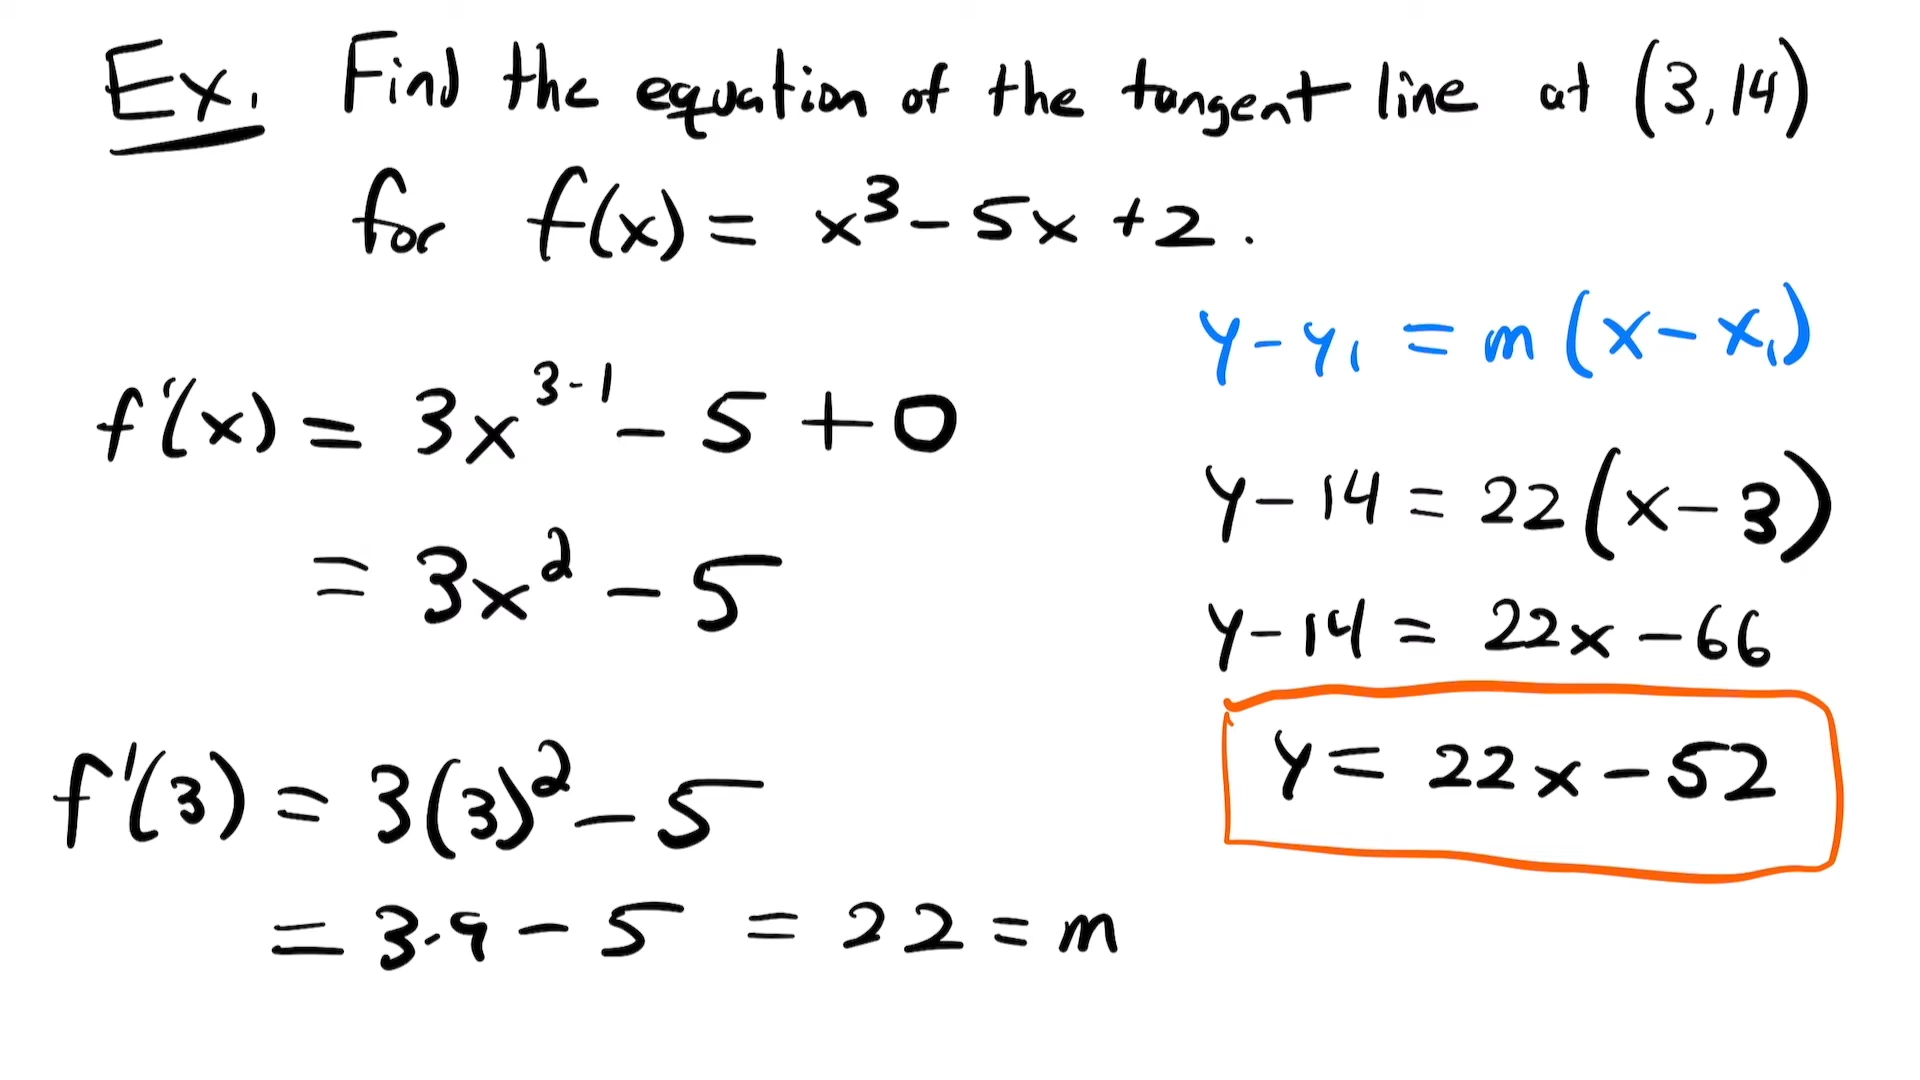 Ex. Find the equation of the tangent line at (3,14)
for f(x) = x³ - 5x + 2.
f'(x) = 3x³⁻¹ - 5 + 0
= 3x² - 5
f'(3) = 3(3)² - 5
= 3·9 - 5 = 22 = m
y - y₁ = m(x - x₁)
y - 14 = 22(x - 3)
y - 14 = 22x - 66
y = 22x - 52